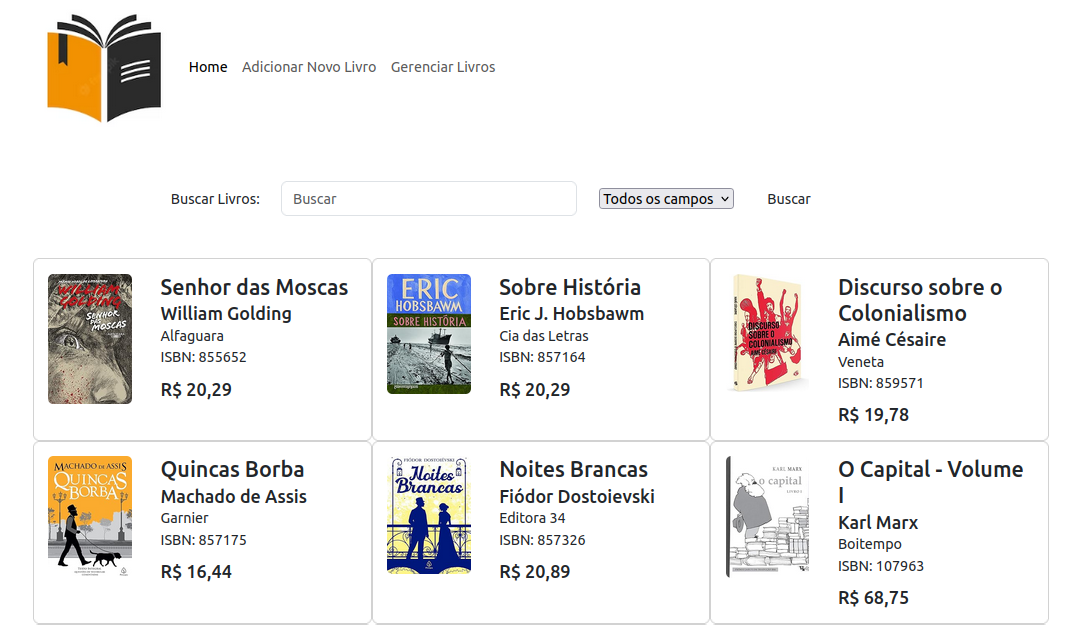 Home Adicionar Novo Livro Gerenciar Livros
Buscar Livros: Buscar Todos os campos Buscar
WILLIAM
GOLDING
SENHOR
DAS
MOSCAS
Senhor das Moscas
William Golding
Alfaguara
ISBN: 855652
R$ 20,29
ERIC
HOBSBAWM
SOBRE HISTÓRIA
Sobre História
Eric J. Hobsbawm
Cia das Letras
ISBN: 857164
R$ 20,29
DISCURSO
SOBRE O
COLONIALISMO
AIMÉ CÉSAIRE
Discurso sobre o
Colonialismo
Aimé Césaire
Veneta
ISBN: 859571
R$ 19,78
MACHADO DE ASSIS
QUINCAS
BORBA
Quincas Borba
Machado de Assis
Garnier
ISBN: 857175
R$ 16,44
FIÓDOR DOSTOIÉVSKI
Noites
Brancas
Noites Brancas
Fiódor Dostoievski
Editora 34
ISBN: 857326
R$ 20,89
KARL MARX
o capital
LIVRO I
O Capital - Volume
I
Karl Marx
Boitempo
ISBN: 107963
R$ 68,75